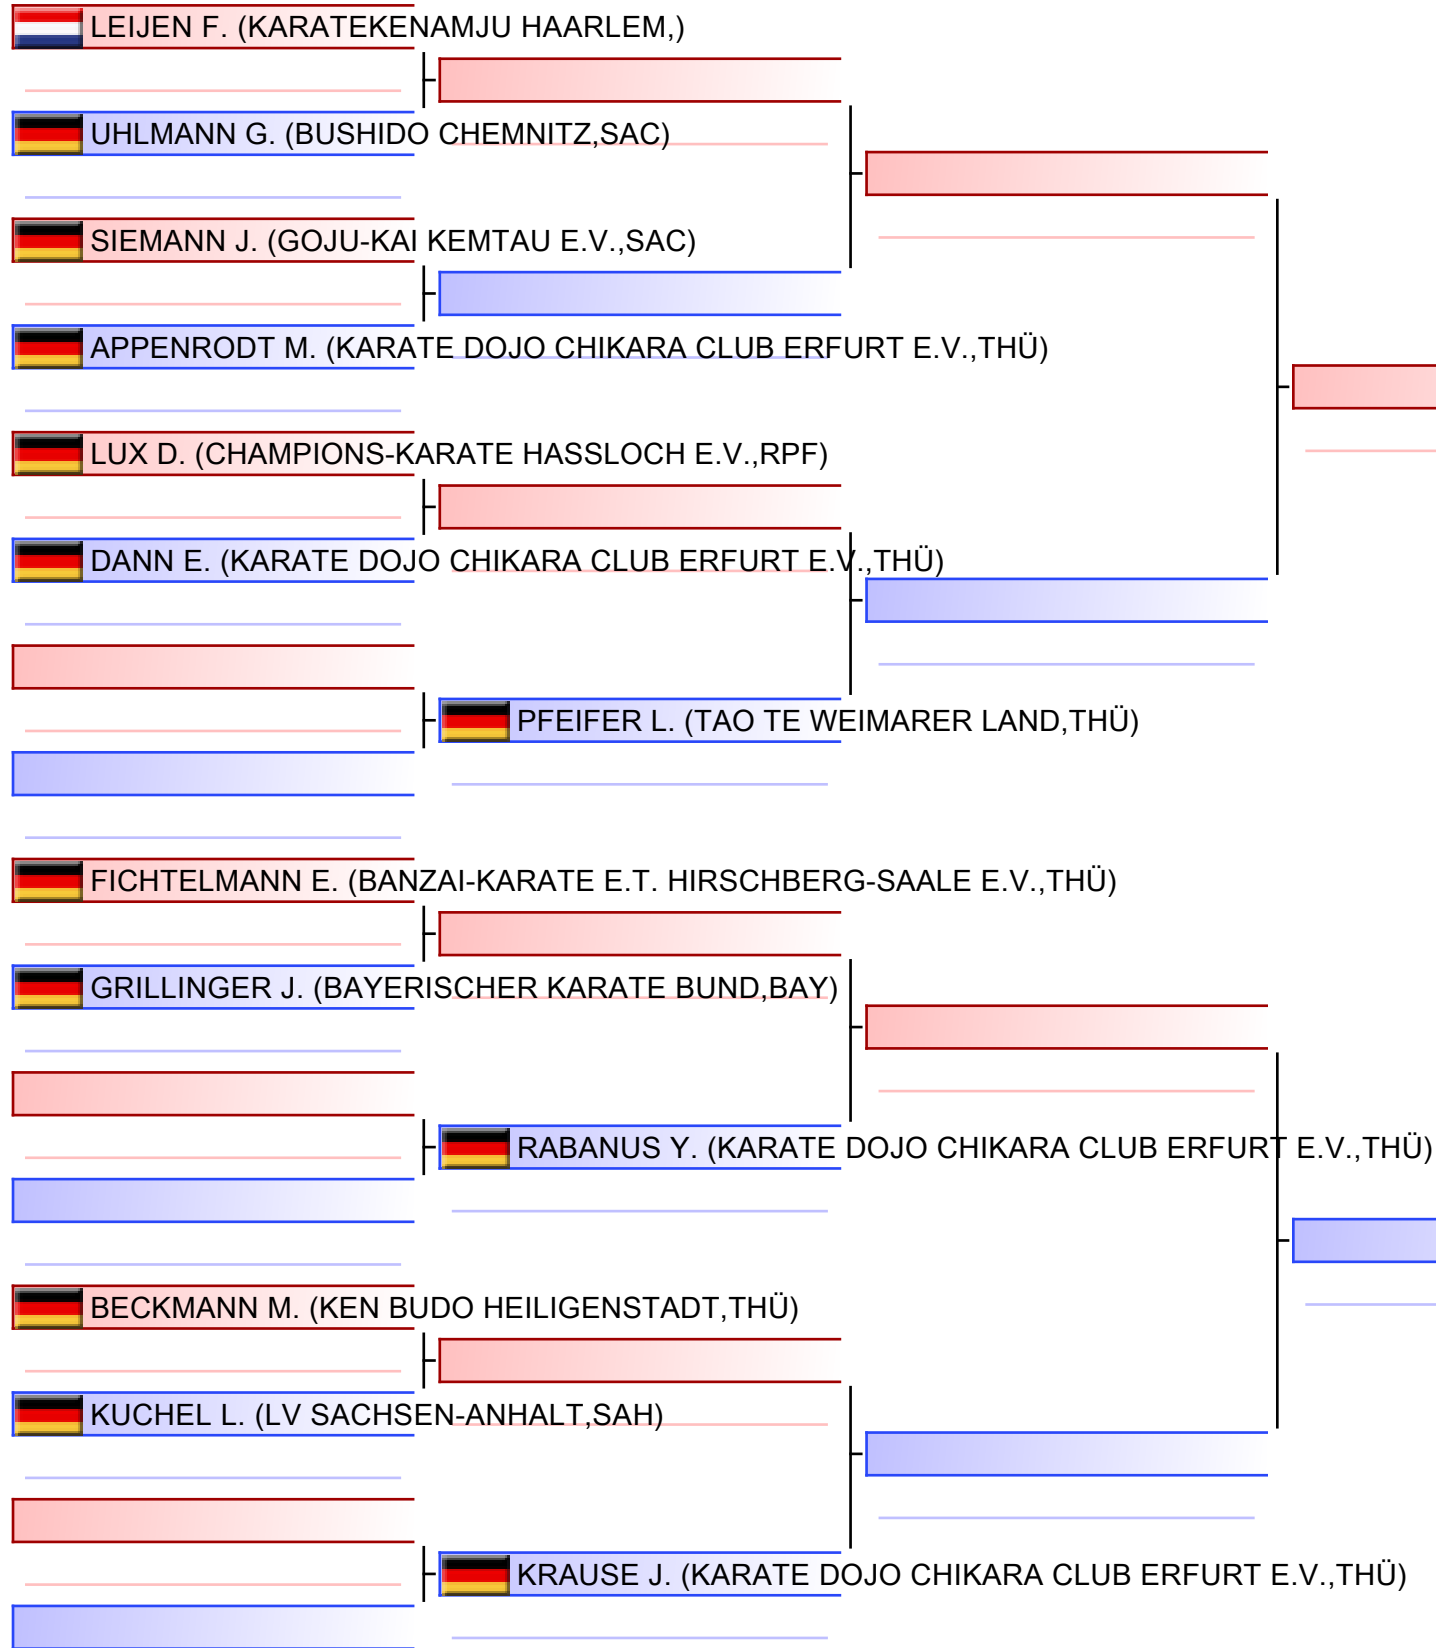 LEIJEN F. (KARATEKENAMJU HAARLEM,)
UHLMANN G. (BUSHIDO CHEMNITZ,SAC)
SIEMANN J. (GOJU-KAI KEMTAU E.V.,SAC)
APPENRODT M. (KARATE DOJO CHIKARA CLUB ERFURT E.V.,THÜ)
LUX D. (CHAMPIONS-KARATE HASSLOCH E.V.,RPF)
DANN E. (KARATE DOJO CHIKARA CLUB ERFURT E.V.,THÜ)
PFEIFER L. (TAO TE WEIMARER LAND,THÜ)
FICHTELMANN E. (BANZAI-KARATE E.T. HIRSCHBERG-SAALE E.V.,THÜ)
GRILLINGER J. (BAYERISCHER KARATE BUND,BAY)
RABANUS Y. (KARATE DOJO CHIKARA CLUB ERFURT E.V.,THÜ)
BECKMANN M. (KEN BUDO HEILIGENSTADT,THÜ)
KUCHEL L. (LV SACHSEN-ANHALT,SAH)
KRAUSE J. (KARATE DOJO CHIKARA CLUB ERFURT E.V.,THÜ)